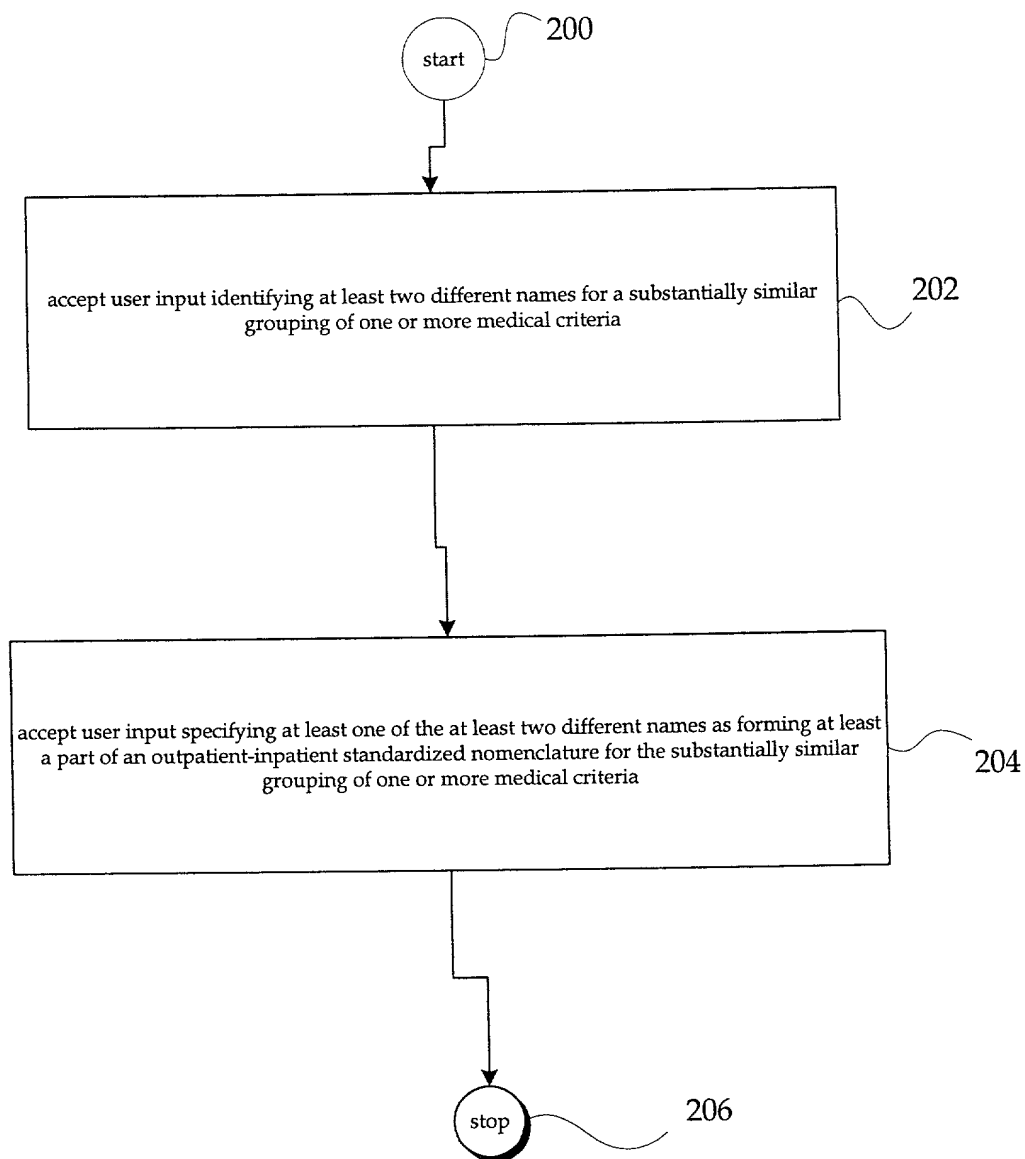 start
200
accept user input identifying at least two different names for a substantially similar
grouping of one or more medical criteria
202
accept user input specifying at least one of the at least two different names as forming at least
a part of an outpatient-inpatient standardized nomenclature for the substantially similar
grouping of one or more medical criteria
204
stop
206